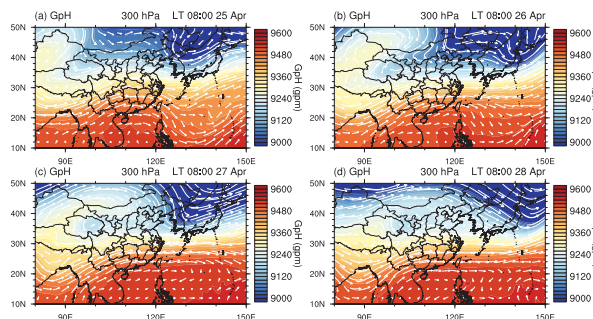 (a) GpH 300 hPa LT 08:00 25 Apr
50N
40N
30N
20N
10N
90E 120E 150E
9600
9480
9360
9240
9120
9000
GpH (gpm)
(b) GpH 300 hPa LT 08:00 26 Apr
50N
40N
30N
20N
10N
90E 120E 150E
9600
9480
9360
9240
9120
9000
(c) GpH 300 hPa LT 08:00 27 Apr
50N
40N
30N
20N
10N
90E 120E 150E
9600
9480
9360
9240
9120
9000
GpH (gpm)
(d) GpH 300 hPa LT 08:00 28 Apr
50N
40N
30N
20N
10N
90E 120E 150E
9600
9480
9360
9240
9120
9000